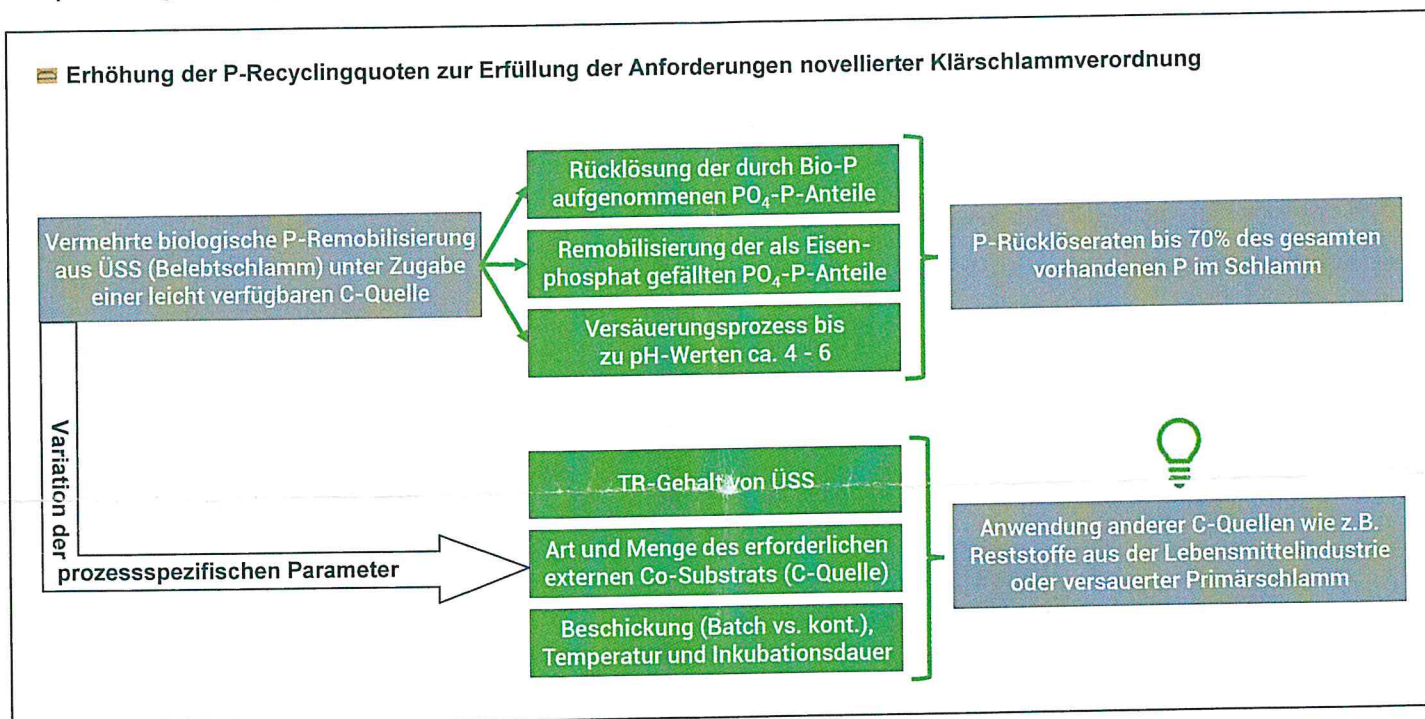 Erhöhung der P-Recyclingquoten zur Erfüllung der Anforderungen novellierter Klärschlammverordnung
Vermehrte biologische P-Remobilisierung
aus ÜSS (Belebtschlamm) unter Zugabe
einer leicht verfügbaren C-Quelle
Rücklösung der durch Bio-P
aufgenommenen PO₄-P-Anteile
Remobilisierung der als Eisen-
phosphat gefällten PO₄-P-Anteile
Versäuerungsprozess bis
zu pH-Werten ca. 4 - 6
P-Rücklöseraten bis 70% des gesamten
vorhandenen P im Schlamm
Variation der
prozessspezifischen Parameter
TR-Gehalt von ÜSS
Art und Menge des erforderlichen
externen Co-Substrats (C-Quelle)
Beschickung (Batch vs. kont.),
Temperatur und Inkubationsdauer
Anwendung anderer C-Quellen wie z.B.
Reststoffe aus der Lebensmittelindustrie
oder versauerter Primärschlamm